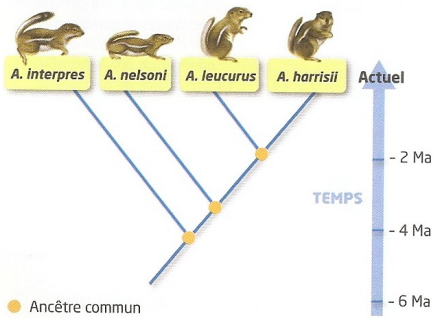 A. interpres
A. nelsoni
A. leucurus
A. harrisii
Actuel
- 2 Ma
TEMPS
- 4 Ma
- 6 Ma
Ancêtre commun